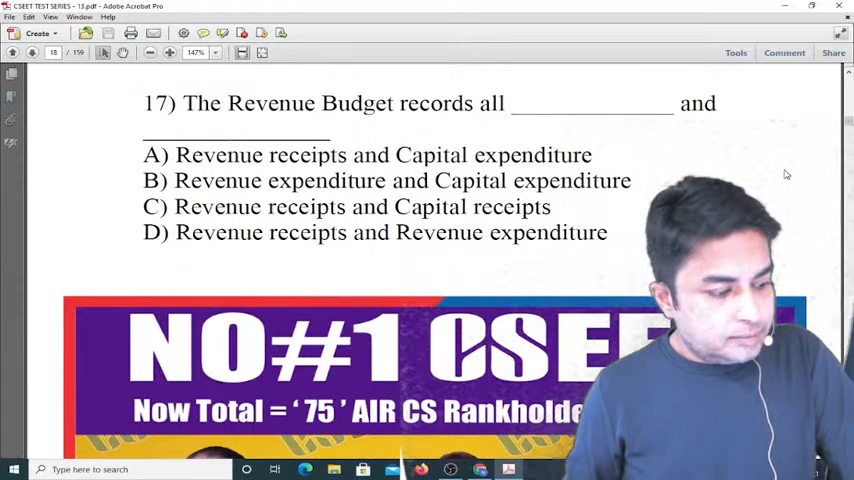 CSEET TEST SERIES - 13.pdf - Adobe Acrobat Pro
File Edit View Window Help
Create
18 / 159
147%
Tools Comment Share
17) The Revenue Budget records all ________________ and
__________________
A) Revenue receipts and Capital expenditure
B) Revenue expenditure and Capital expenditure
C) Revenue receipts and Capital receipts
D) Revenue receipts and Revenue expenditure
NO#1 CSEE
Now Total = ‘75’ AIR CS Rankholde
Type here to search